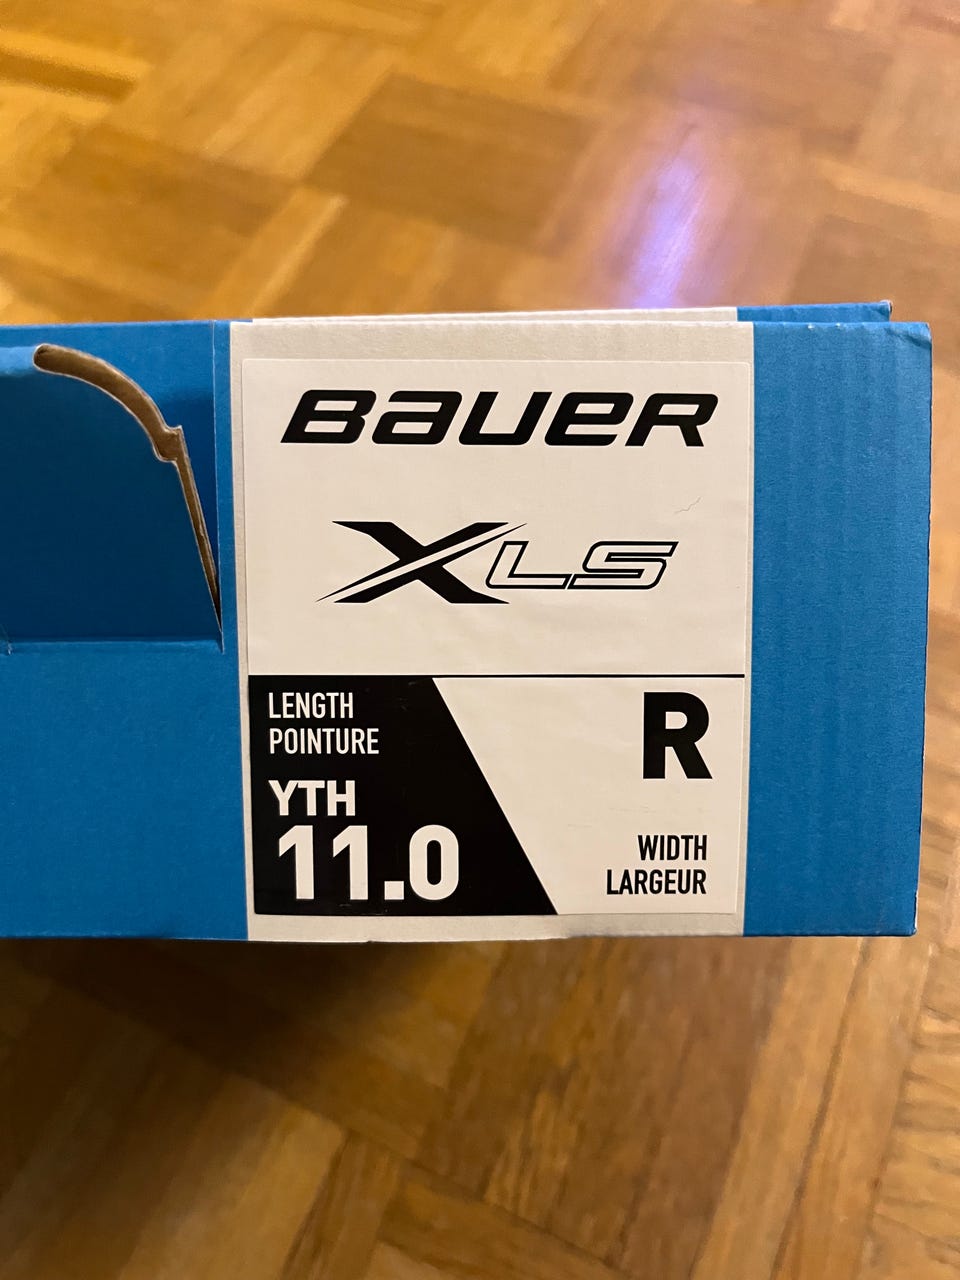 BAUER
XLS
LENGTH
POINTURE
YTH
11.0
R
WIDTH
LARGEUR